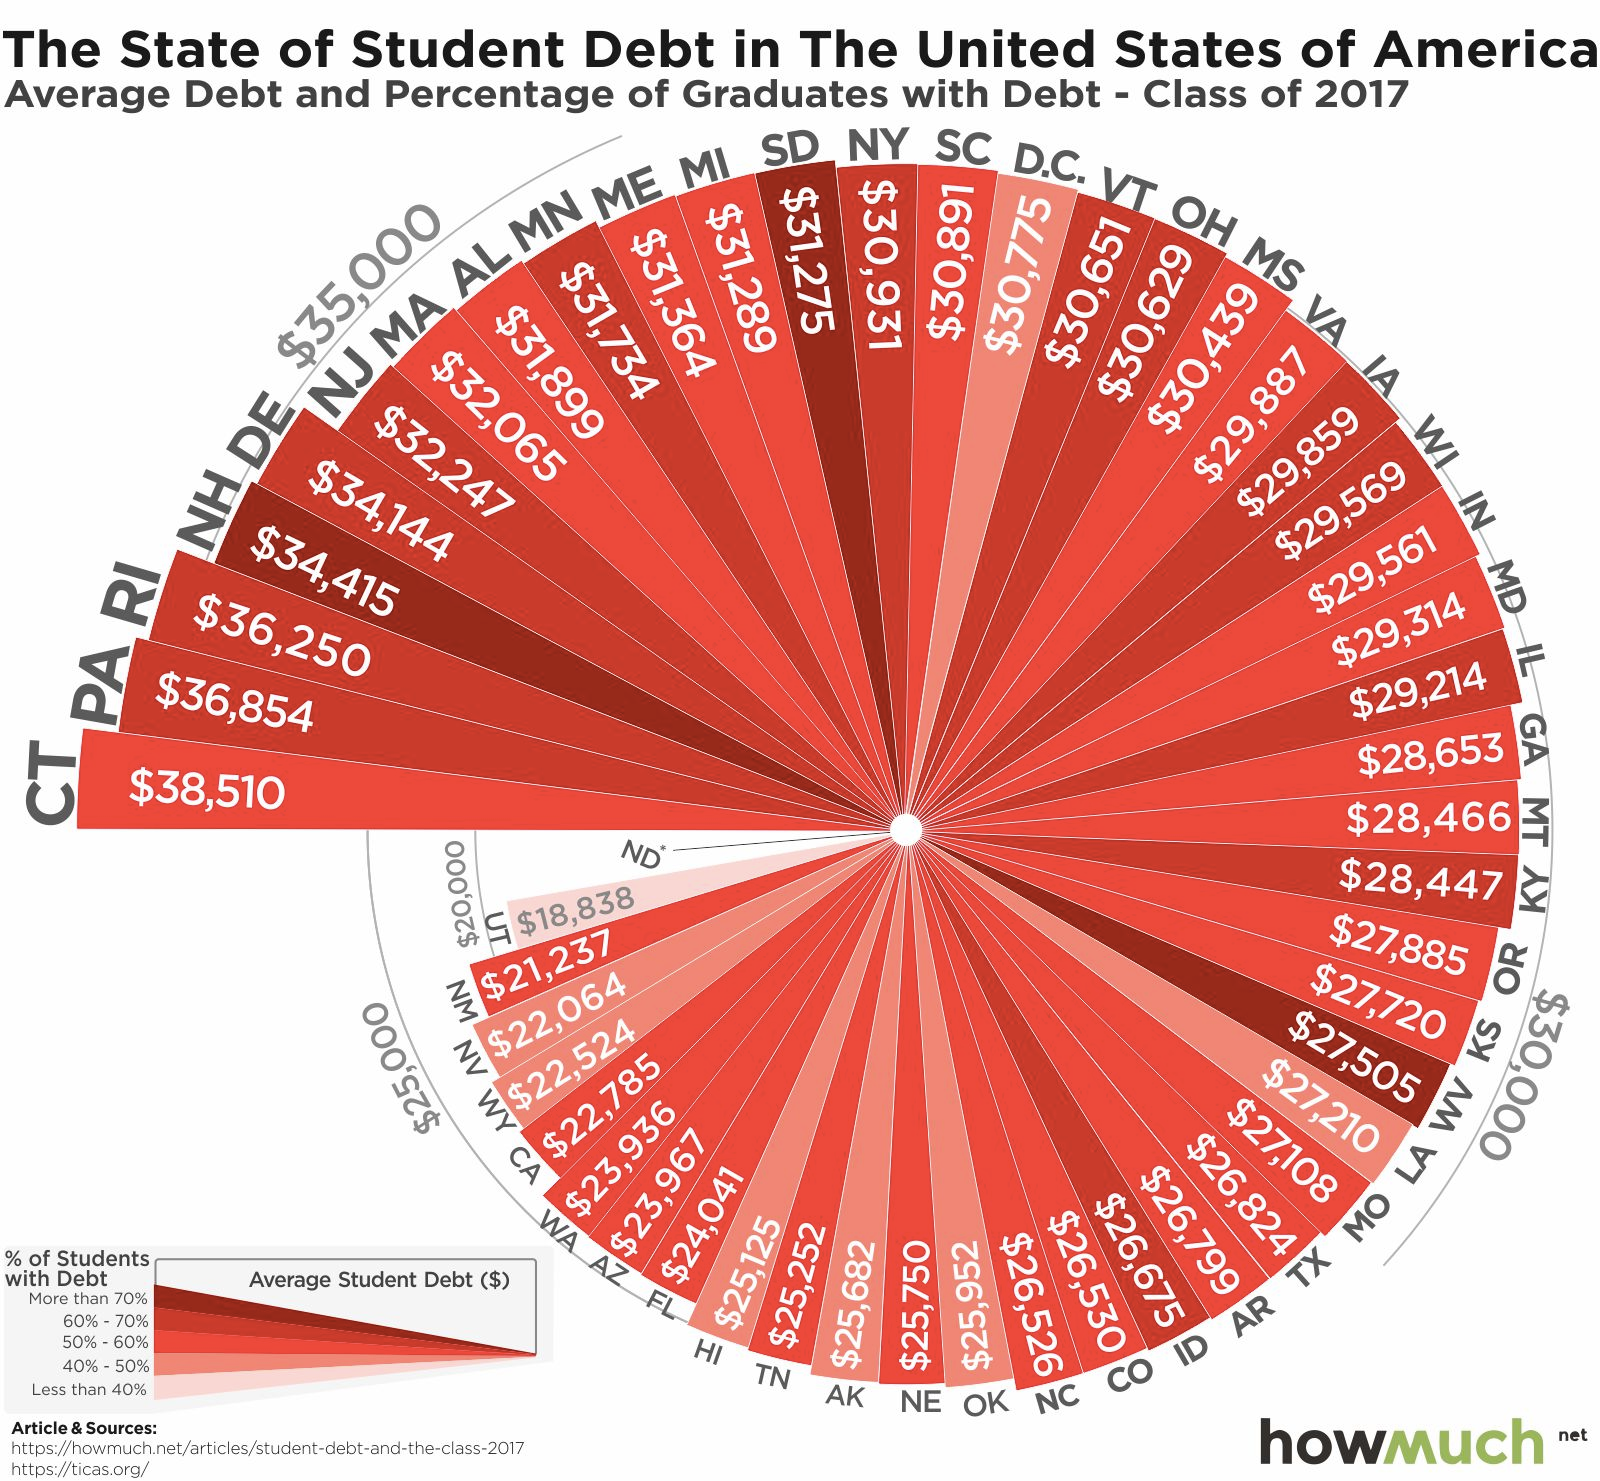 The State of Student Debt in The United States of America
Average Debt and Percentage of Graduates with Debt - Class of 2017
CT
$38,510
PA
$36,854
RI
$36,250
NH
$34,415
DE
$34,144
NJ
$32,247
MA
$32,065
AL
$31,899
MN
$31,734
ME
$31,364
MI
$31,289
SD
$31,275
NY
$30,931
SC
$30,891
D.C.
$30,775
VT
$30,651
OH
$30,629
MS
$30,439
VA
$29,887
IA
$29,859
WI
$29,569
IN
$29,561
MD
$29,314
IL
$29,214
GA
$28,653
MT
$28,466
KY
$28,447
OR
$27,885
KS
$27,720
WV
$27,505
LA
$27,210
MO
$27,108
TX
$26,824
AR
$26,799
ID
$26,675
CO
$26,530
NC
$26,526
OK
$25,952
NE
$25,750
AK
$25,682
TN
$25,252
HI
$25,125
FL
$24,041
AZ
$23,967
WA
$23,936
CA
$22,785
WY
$22,524
NV
$22,064
NM
$21,237
UT
$18,838
ND*
$35,000
$30,000
$25,000
$20,000
% of Students
with Debt
Average Student Debt ($)
More than 70%
60% - 70%
50% - 60%
40% - 50%
Less than 40%
Article & Sources:
https://howmuch.net/articles/student-debt-and-the-class-2017
https://ticas.org/
howmuch net